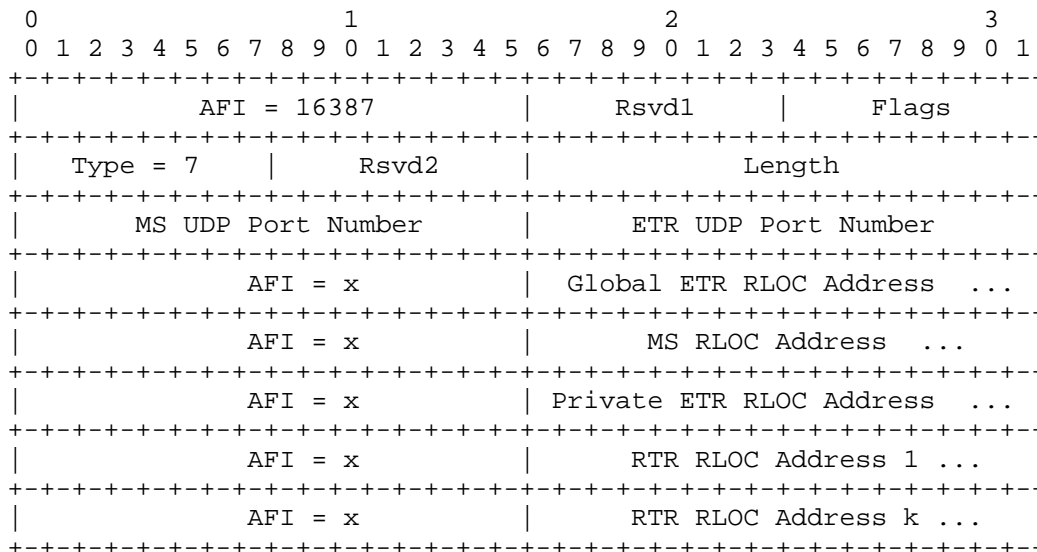 0                   1                   2                   3
0 1 2 3 4 5 6 7 8 9 0 1 2 3 4 5 6 7 8 9 0 1 2 3 4 5 6 7 8 9 0 1
+-+-+-+-+-+-+-+-+-+-+-+-+-+-+-+-+-+-+-+-+-+-+-+-+-+-+-+-+-+-+-+--
|           AFI = 16387         |     Rsvd1     |     Flags
+-+-+-+-+-+-+-+-+-+-+-+-+-+-+-+-+-+-+-+-+-+-+-+-+-+-+-+-+-+-+-+--
|   Type = 7    |     Rsvd2     |             Length
+-+-+-+-+-+-+-+-+-+-+-+-+-+-+-+-+-+-+-+-+-+-+-+-+-+-+-+-+-+-+-+--
|       MS UDP Port Number      |      ETR UDP Port Number
+-+-+-+-+-+-+-+-+-+-+-+-+-+-+-+-+-+-+-+-+-+-+-+-+-+-+-+-+-+-+-+--
|              AFI = x          |  Global ETR RLOC Address  ...
+-+-+-+-+-+-+-+-+-+-+-+-+-+-+-+-+-+-+-+-+-+-+-+-+-+-+-+-+-+-+-+--
|              AFI = x          |       MS RLOC Address  ...
+-+-+-+-+-+-+-+-+-+-+-+-+-+-+-+-+-+-+-+-+-+-+-+-+-+-+-+-+-+-+-+--
|              AFI = x          | Private ETR RLOC Address  ...
+-+-+-+-+-+-+-+-+-+-+-+-+-+-+-+-+-+-+-+-+-+-+-+-+-+-+-+-+-+-+-+--
|              AFI = x          |      RTR RLOC Address 1 ...
+-+-+-+-+-+-+-+-+-+-+-+-+-+-+-+-+-+-+-+-+-+-+-+-+-+-+-+-+-+-+-+--
|              AFI = x          |      RTR RLOC Address k ...
+-+-+-+-+-+-+-+-+-+-+-+-+-+-+-+-+-+-+-+-+-+-+-+-+-+-+-+-+-+-+-+--